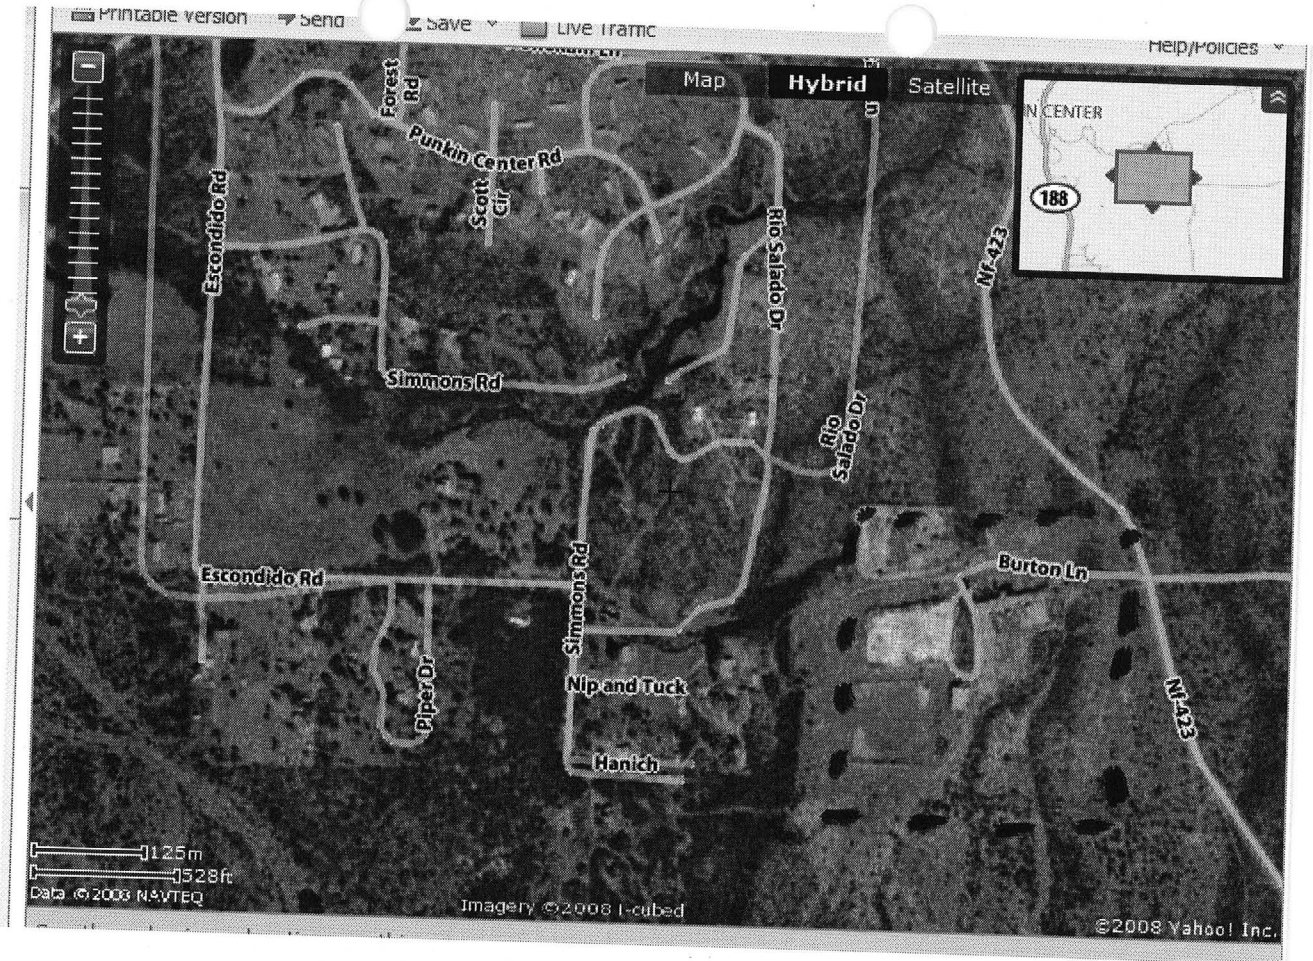 Printable Version
Send
Save
Live Traffic
Help/Policies
Map
Hybrid
Satellite
N CENTER
188
Forest
Rd
Punkin Center Rd
Scott
Cir
Escondido Rd
Rio Salado Dr
Nf-423
Simmons Rd
Rio
Salado Dr
Escondido Rd
Simmons Rd
Burton Ln
Nip and Tuck
Piper Dr
Nf-423
Hanich
125m
528ft
Data ©2008 NAVTEQ
Imagery ©2008 I-cubed
©2008 Yahoo! Inc.